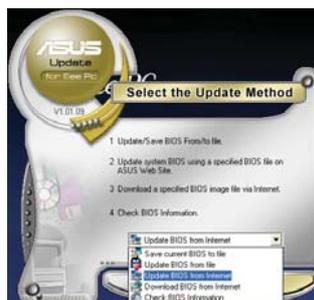 ASUS
Update
for Eee Pc
V1.01.09
Select the Update Method
1 Update/Save BIOS From/to file.
2 Update system BIOS using a specified BIOS file on
ASUS Web Site.
3 Download a specified BIOS image file via Internet.
4 Check BIOS Information.
Update BIOS from Internet
Save current BIOS to file
Update BIOS from file
Update BIOS from Internet
Download BIOS from Internet
Check BIOS Information